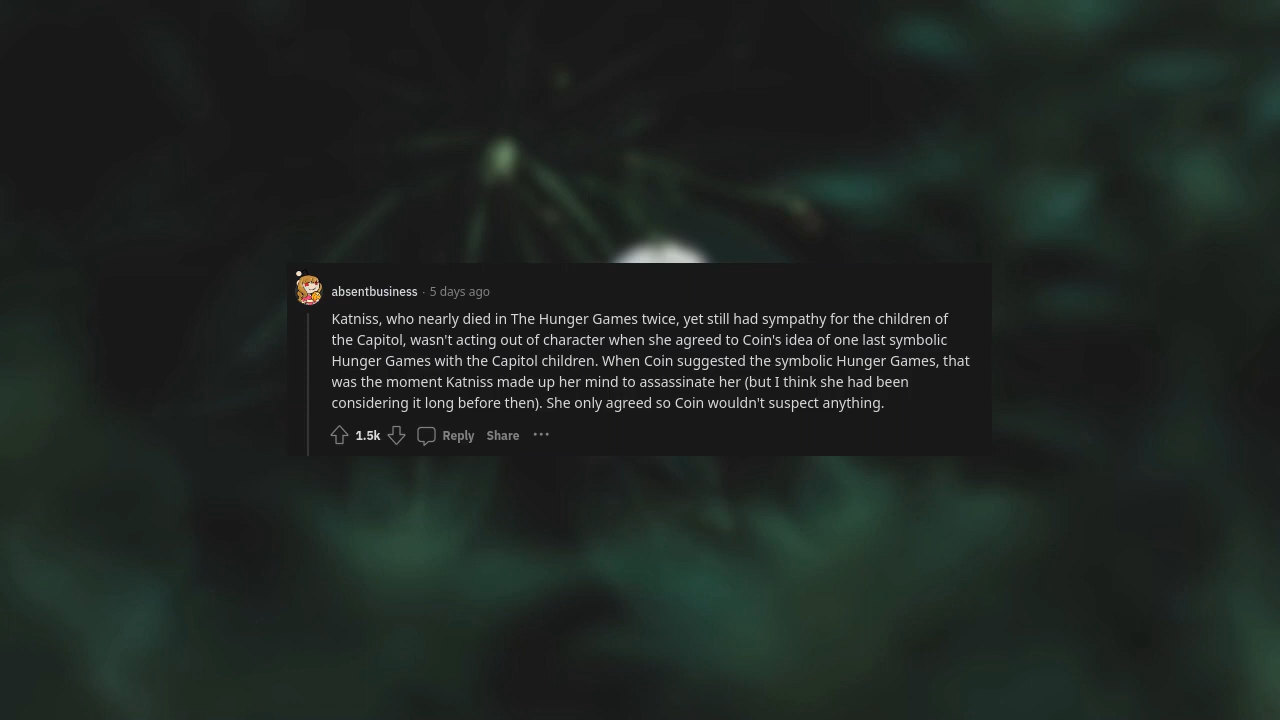 absentbusiness · 5 days ago
Katniss, who nearly died in The Hunger Games twice, yet still had sympathy for the children of
the Capitol, wasn't acting out of character when she agreed to Coin's idea of one last symbolic
Hunger Games with the Capitol children. When Coin suggested the symbolic Hunger Games, that
was the moment Katniss made up her mind to assassinate her (but I think she had been
considering it long before then). She only agreed so Coin wouldn't suspect anything.
1.5k Reply Share ···